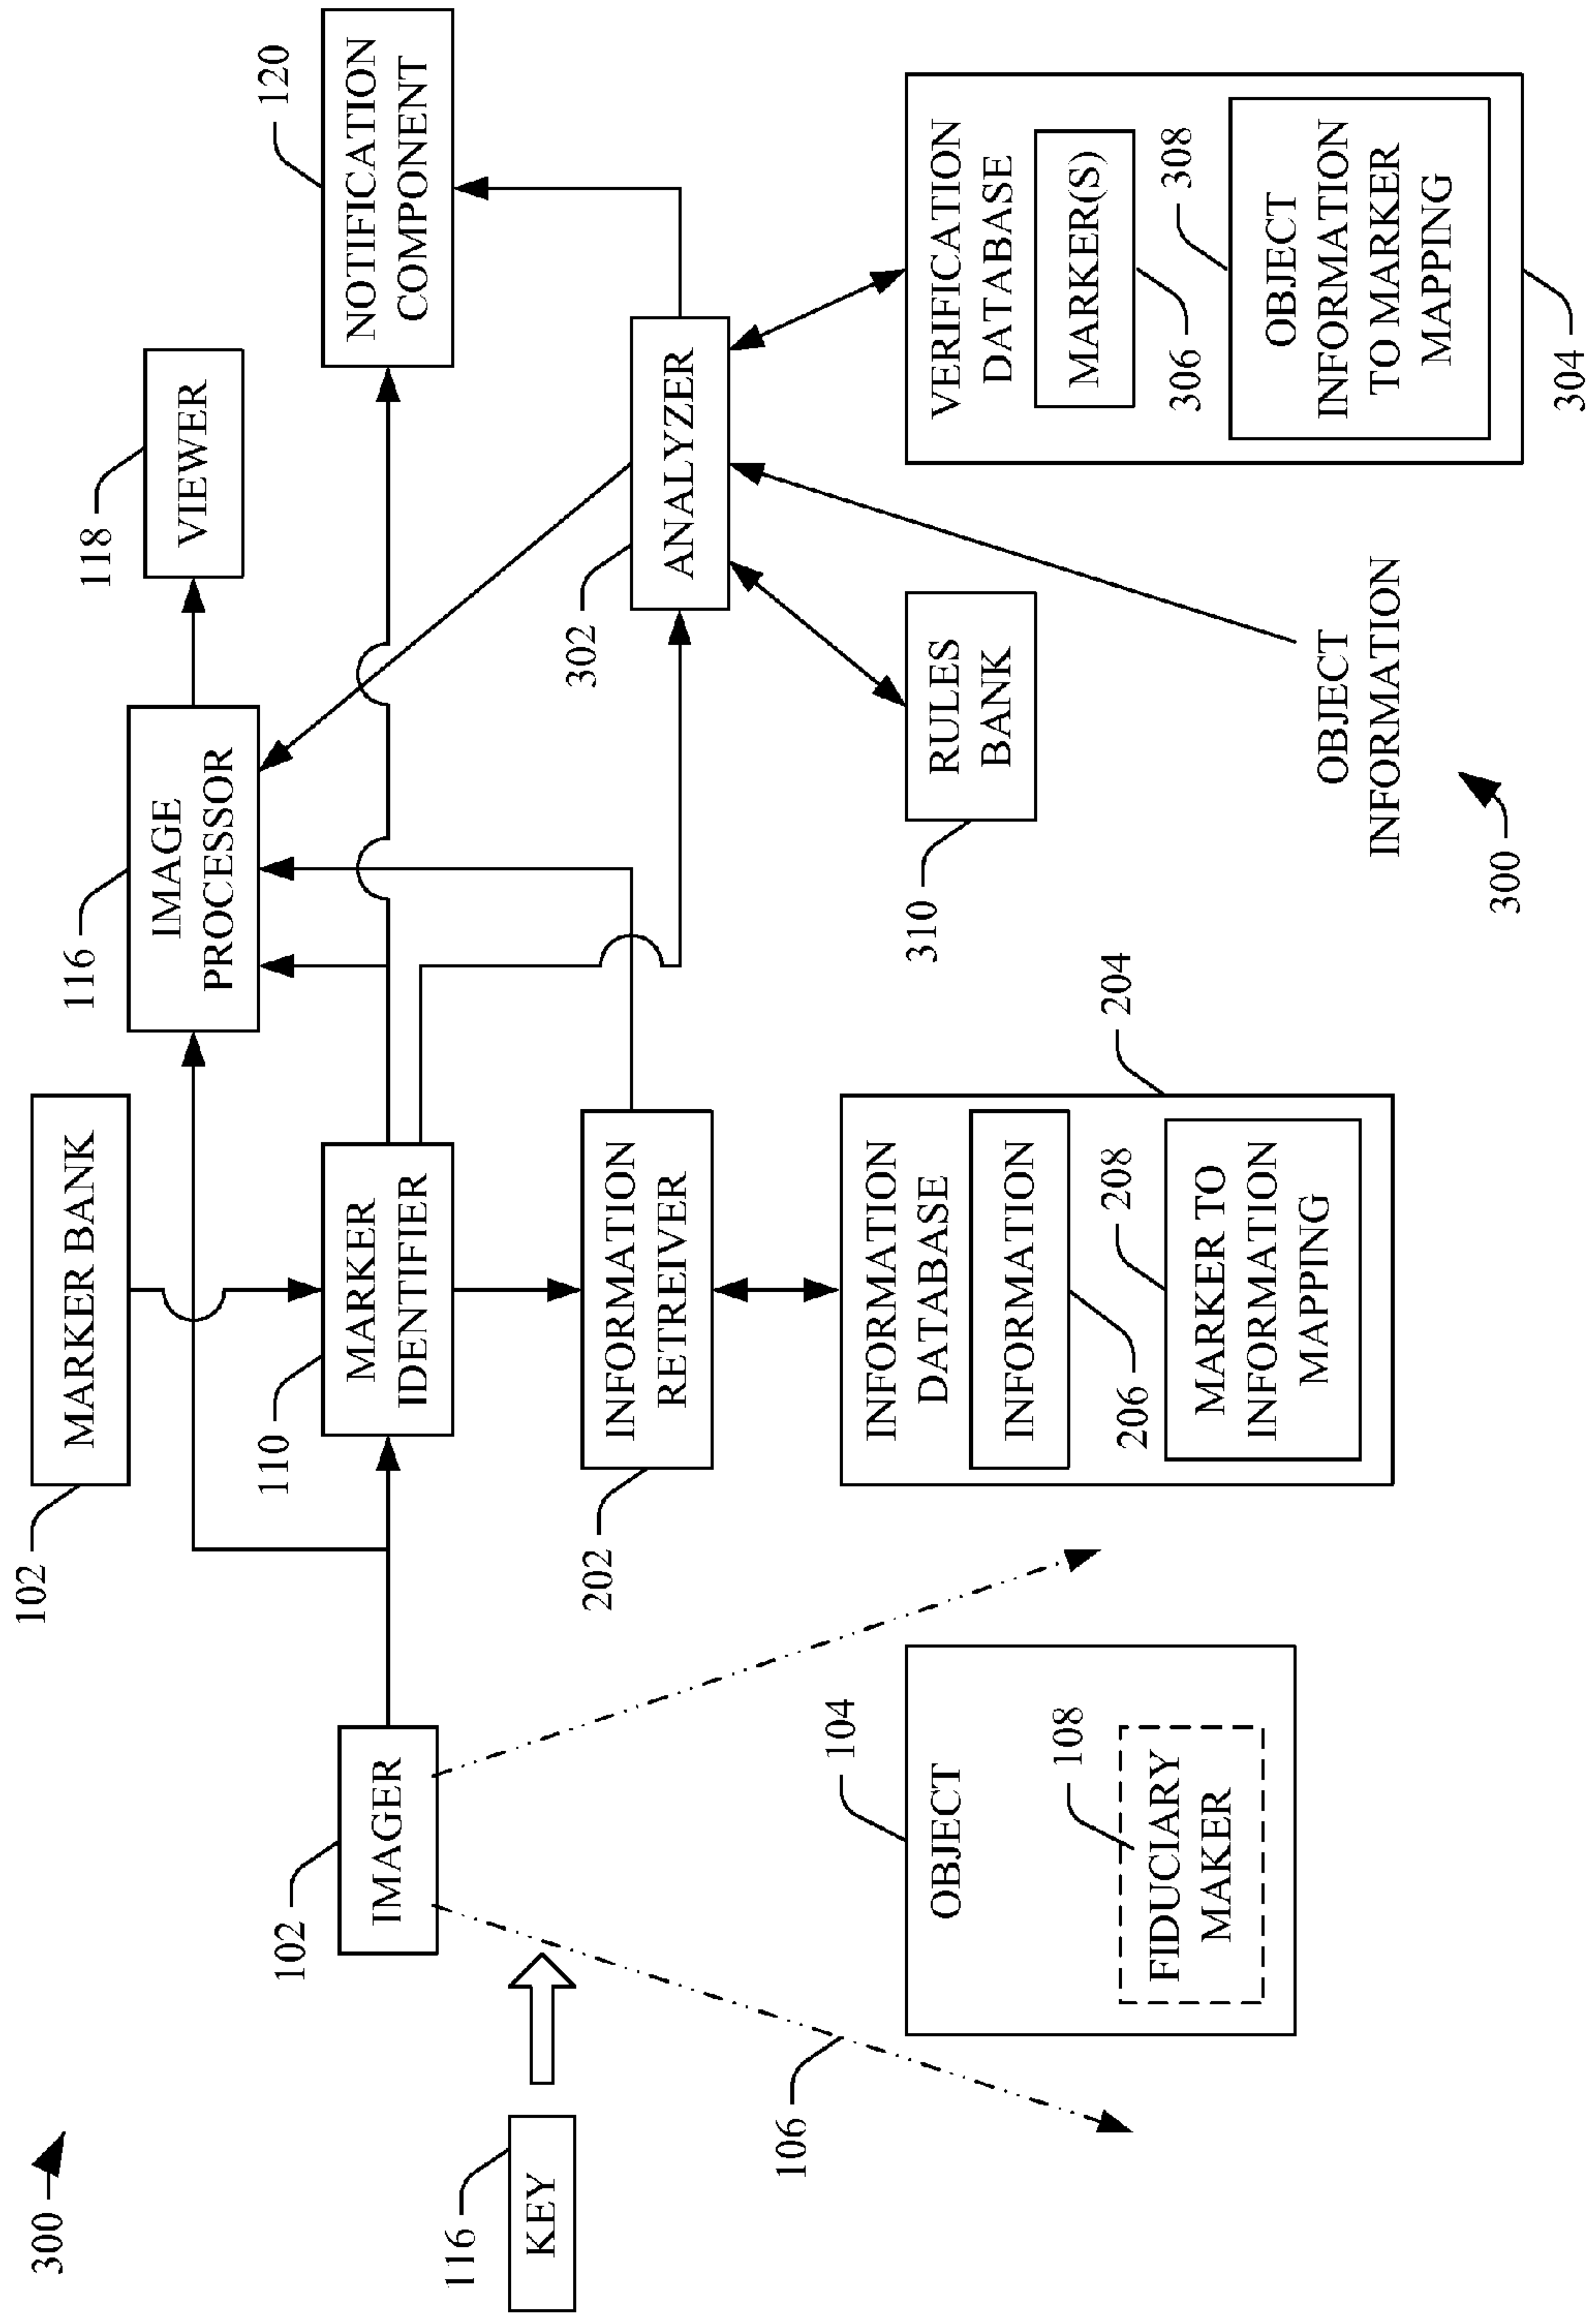 300
102
MARKER BANK
116
IMAGE
PROCESSOR
118
VIEWER
120
NOTIFICATION
COMPONENT
102
IMAGER
110
MARKER
IDENTIFIER
116
KEY
202
INFORMATION
RETREIVER
302
ANALYZER
106
104
OBJECT
108
FIDUCIARY
MAKER
204
INFORMATION
DATABASE
INFORMATION
206
208
MARKER TO
INFORMATION
MAPPING
310
RULES
BANK
OBJECT
INFORMATION
300
VERIFICATION
DATABASE
MARKER(S)
306
308
OBJECT
INFORMATION
TO MARKER
MAPPING
304